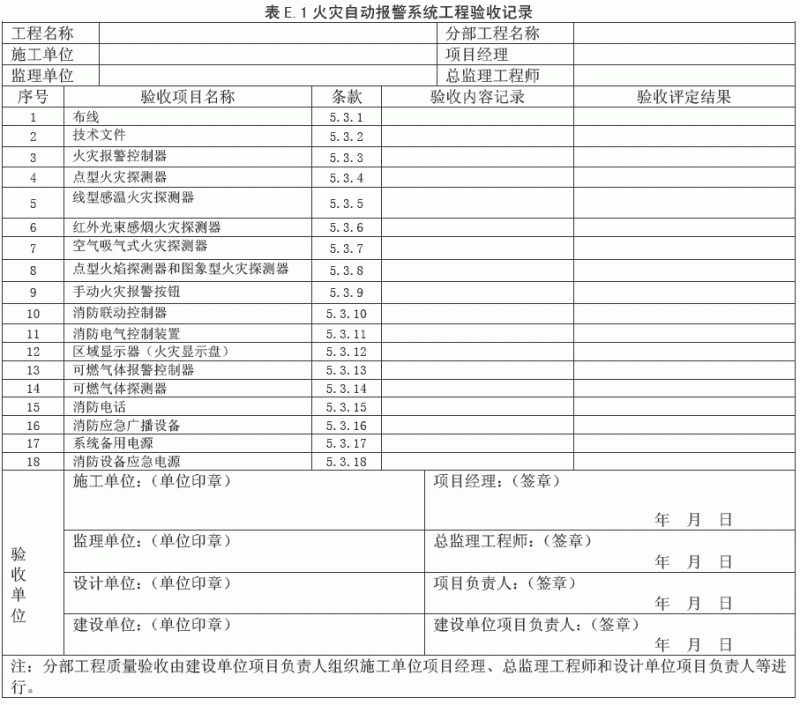 表 E.1 火灾自动报警系统工程验收记录
工程名称 分部工程名称
施工单位 项目经理
监理单位 总监理工程师
序号 验收项目名称 条款 验收内容记录 验收评定结果
1 布线 5.3.1
2 技术文件 5.3.2
3 火灾报警控制器 5.3.3
4 点型火灾探测器 5.3.4
5 线型感温火灾探测器 5.3.5
6 红外光束感烟火灾探测器 5.3.6
7 空气吸气式火灾探测器 5.3.7
8 点型火焰探测器和图象型火灾探测器 5.3.8
9 手动火灾报警按钮 5.3.9
10 消防联动控制器 5.3.10
11 消防电气控制装置 5.3.11
12 区域显示器（火灾显示盘） 5.3.12
13 可燃气体报警控制器 5.3.13
14 可燃气体探测器 5.3.14
15 消防电话 5.3.15
16 消防应急广播设备 5.3.16
17 系统备用电源 5.3.17
18 消防设备应急电源 5.3.18
验收单位
施工单位：（单位印章） 项目经理：（签章）
年 月 日
监理单位：（单位印章） 总监理工程师：（签章）
年 月 日
设计单位：（单位印章） 项目负责人：（签章）
年 月 日
建设单位：（单位印章） 建设单位项目负责人：（签章）
年 月 日
注：分部工程质量验收由建设单位项目负责人组织施工单位项目经理、总监理工程师和设计单位项目负责人等进
行。